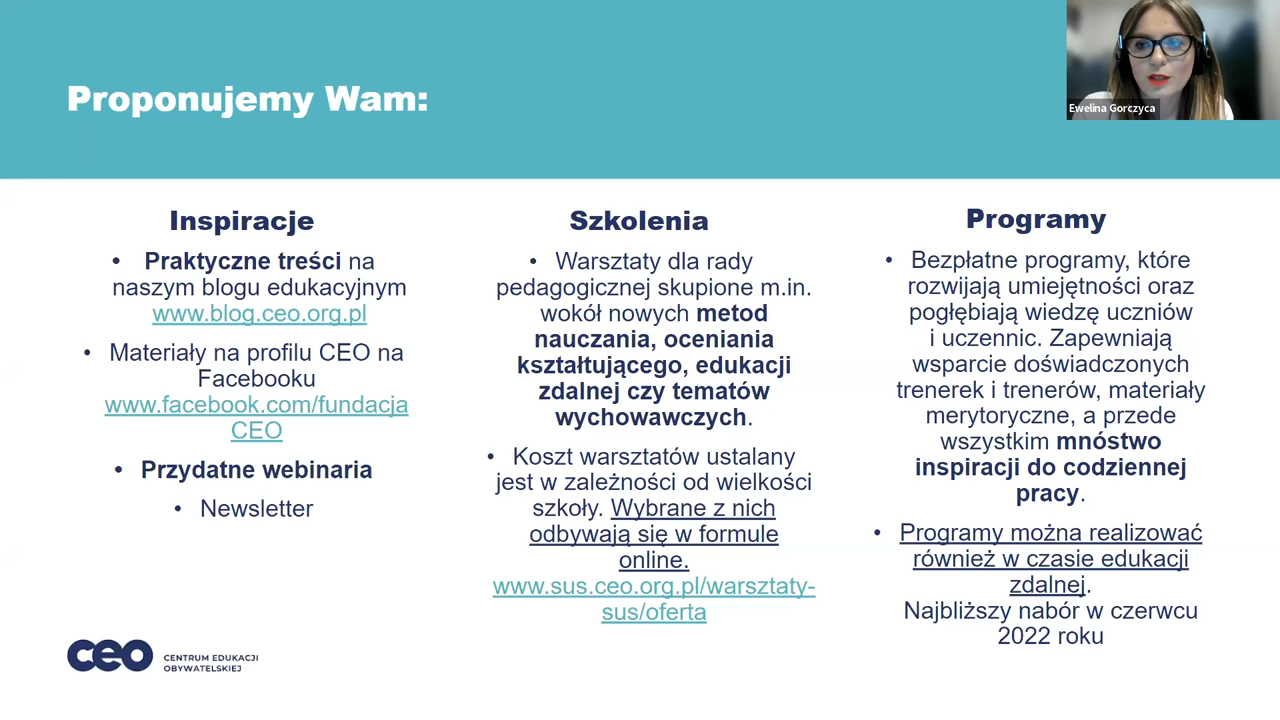 Proponujemy Wam:
Ewelina Gorczyca
Inspiracje
• Praktyczne treści na
naszym blogu edukacyjnym
www.blog.ceo.org.pl
• Materiały na profilu CEO na
Facebooku
www.facebook.com/fundacja
CEO
• Przydatne webinaria
• Newsletter
Szkolenia
• Warsztaty dla rady
pedagogicznej skupione m.in.
wokół nowych metod
nauczania, oceniania
kształtującego, edukacji
zdalnej czy tematów
wychowawczych.
• Koszt warsztatów ustalany
jest w zależności od wielkości
szkoły. Wybrane z nich
odbywają się w formule
online.
www.sus.ceo.org.pl/warsztaty-
sus/oferta
Programy
• Bezpłatne programy, które
rozwijają umiejętności oraz
pogłębiają wiedzę uczniów
i uczennic. Zapewniają
wsparcie doświadczonych
trenerek i trenerów, materiały
merytoryczne, a przede
wszystkim mnóstwo
inspiracji do codziennej
pracy.
• Programy można realizować
również w czasie edukacji
zdalnej.
Najbliższy nabór w czerwcu
2022 roku
ceo
CENTRUM EDUKACJI
OBYWATELSKIEJ